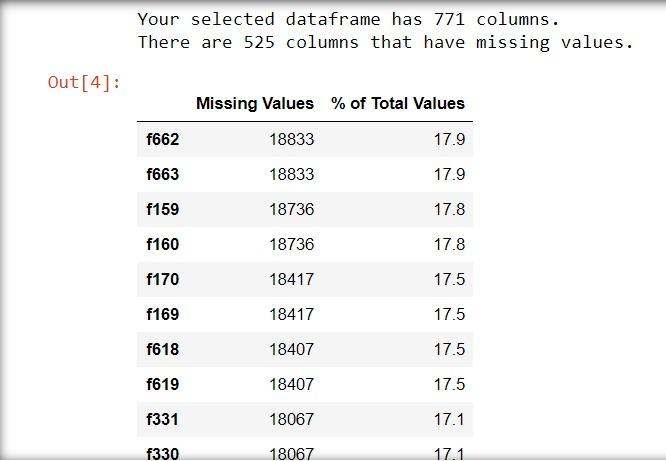 Your selected dataframe has 771 columns.
There are 525 columns that have missing values.
Out[4]:
Missing Values % of Total Values
f662 18833 17.9
f663 18833 17.9
f159 18736 17.8
f160 18736 17.8
f170 18417 17.5
f169 18417 17.5
f618 18407 17.5
f619 18407 17.5
f331 18067 17.1
f330 18067 17.1